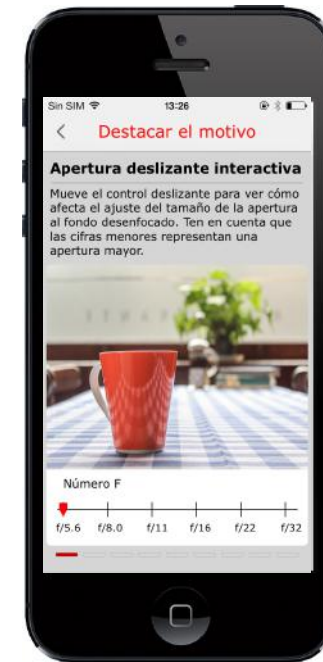 Sin SIM 13:26
Destacar el motivo
Apertura deslizante interactiva
Mueve el control deslizante para ver cómo
afecta el ajuste del tamaño de la apertura
al fondo desenfocado. Ten en cuenta que
las cifras menores representan una
apertura mayor.
Número F
f/5.6 f/8.0 f/11 f/16 f/22 f/32